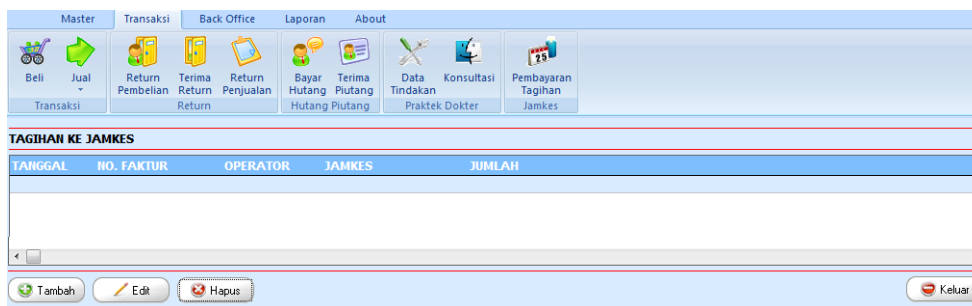 Master Transaksi Back Office Laporan About
Beli Jual Return Pembelian Terima Return Return Penjualan Bayar Hutang Terima Piutang Data Tindakan Konsultasi Pembayaran Tagihan
Transaksi Return Hutang Piutang Praktek Dokter Jamkes
TAGIHAN KE JAMKES
TANGGAL NO. FAKTUR OPERATOR JAMKES JUMLAH
Tambah Edit Hapus Keluar